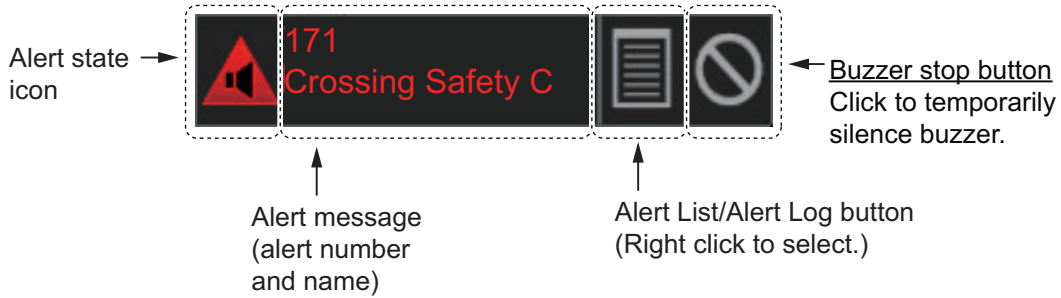 171
Crossing Safety C
Alert state
icon
Buzzer stop button
Click to temporarily
silence buzzer.
Alert message
(alert number
and name)
Alert List/Alert Log button
(Right click to select.)